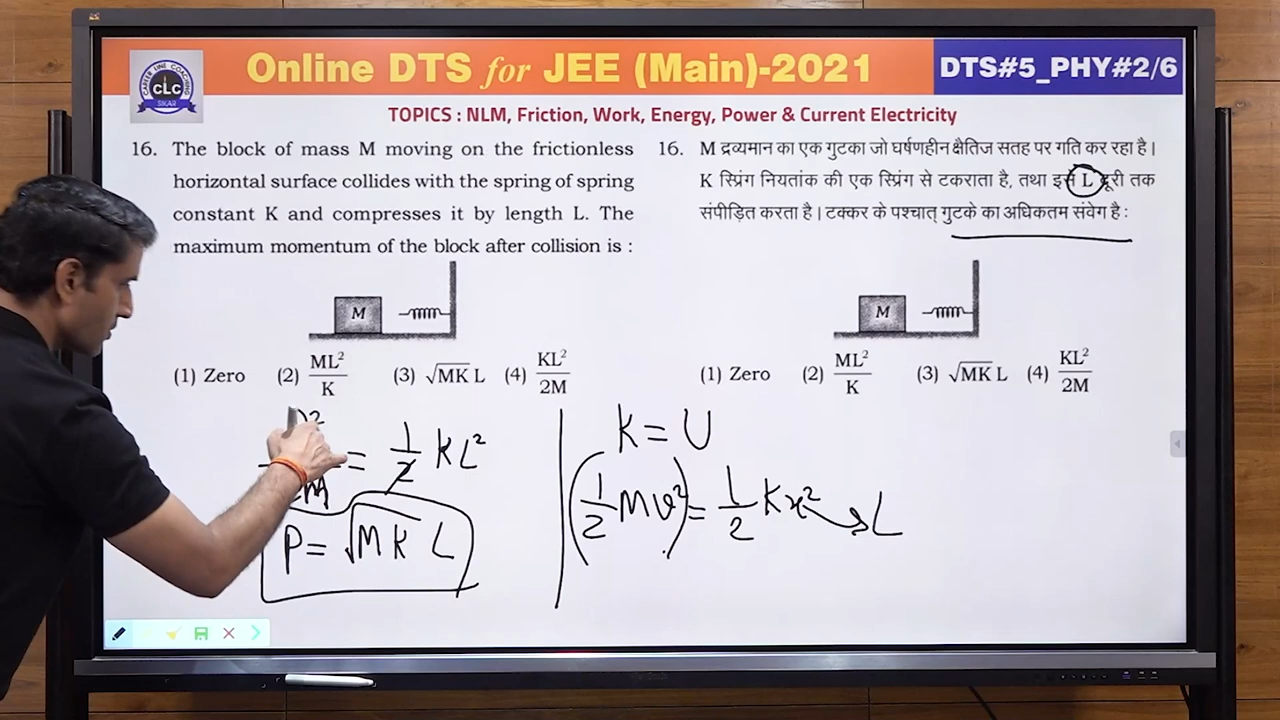 Online DTS for JEE (Main)-2021
DTS#5_PHY#2/6
CAREER LINE COACHING
CLC
SIKAR
TOPICS : NLM, Friction, Work, Energy, Power & Current Electricity
16. The block of mass M moving on the frictionless
horizontal surface collides with the spring of spring
constant K and compresses it by length L. The
maximum momentum of the block after collision is :
M
(1) Zero (2) ML²/K (3) √MK L (4) KL²/2M
16. M द्रव्यमान का एक गुटका जो घर्षणहीन क्षैतिज सतह पर गति कर रहा है।
K स्प्रिंग नियतांक की एक स्प्रिंग से टकराता है, तथा इसे L दूरी तक
संपीड़ित करता है। टक्कर के पश्चात् गुटके का अधिकतम संवेग है :
M
(1) Zero (2) ML²/K (3) √MK L (4) KL²/2M
= 1/2 KL²
P = √MK L
K = U
(1/2 Mv²) = 1/2 Kx² → L